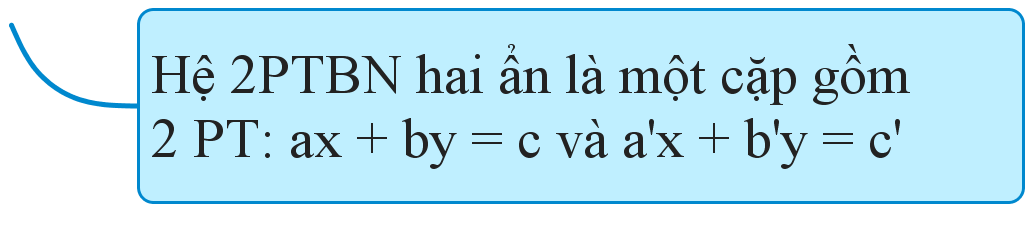 Hệ 2PTBN hai ẩn là một cặp gồm
2 PT: ax + by = c và a'x + b'y = c'